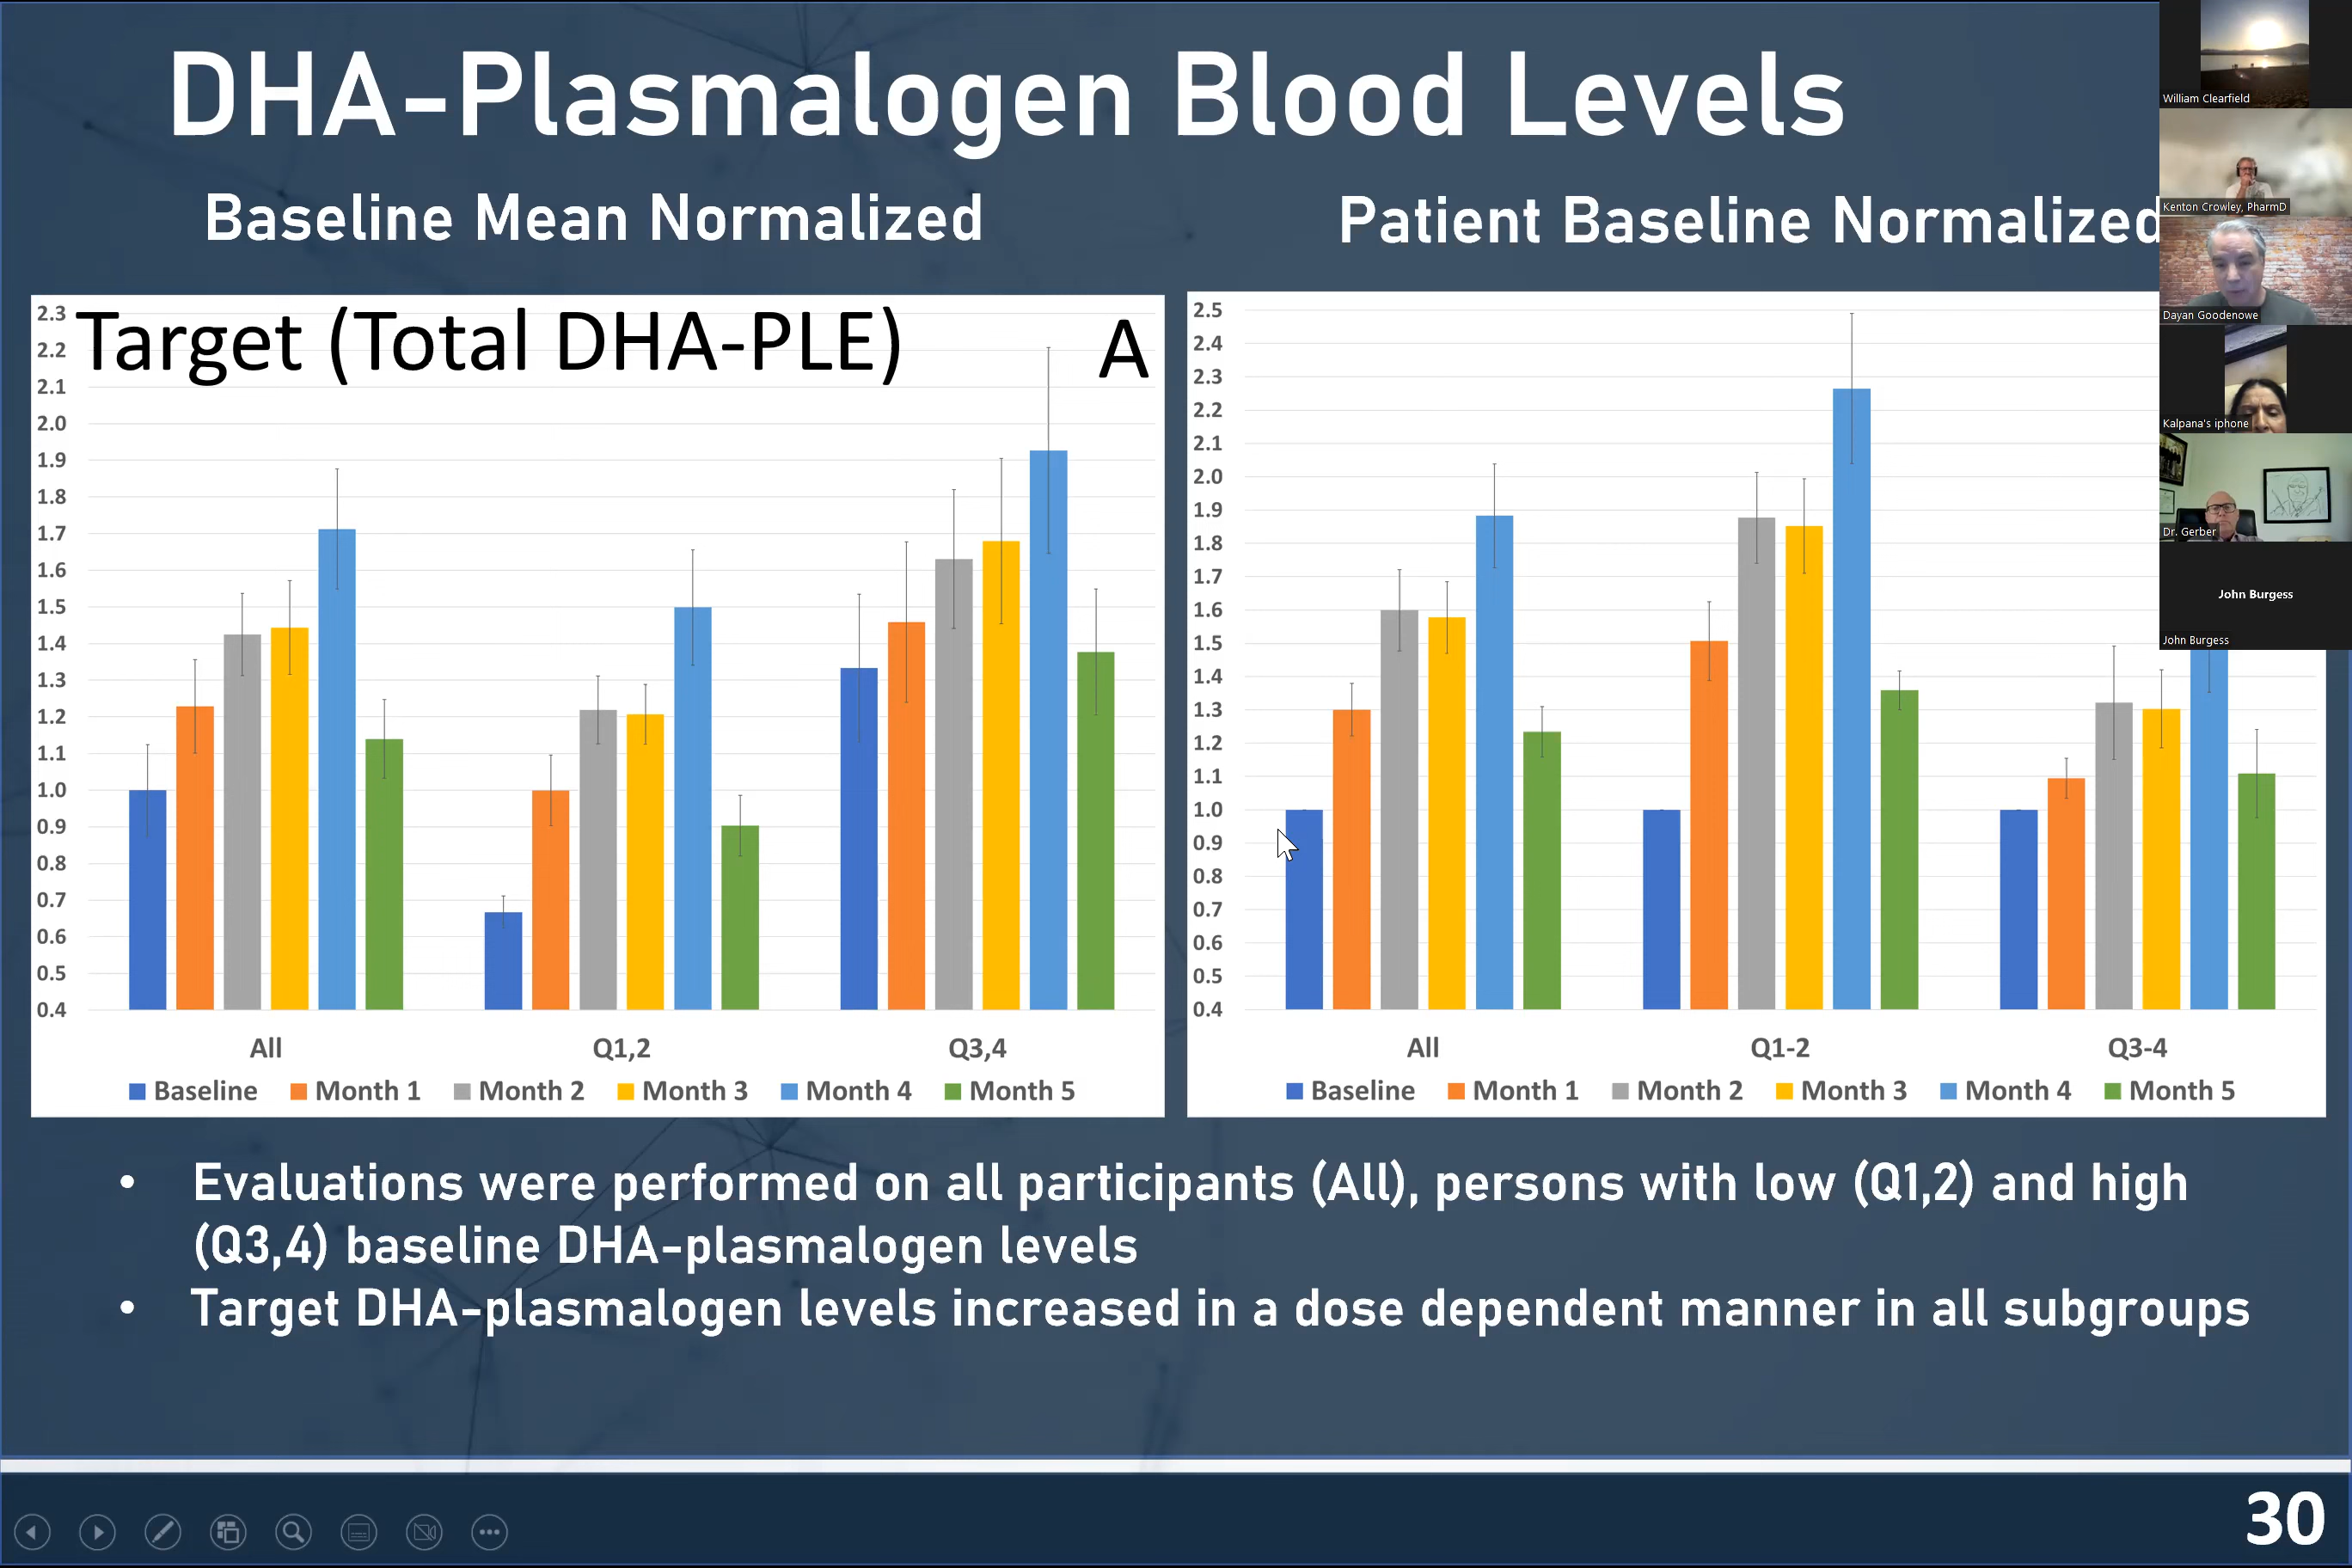 DHA-Plasmalogen Blood Levels
Baseline Mean Normalized
Patient Baseline Normalized
Target (Total DHA-PLE)
A
2.3
2.2
2.1
2.0
1.9
1.8
1.7
1.6
1.5
1.4
1.3
1.2
1.1
1.0
0.9
0.8
0.7
0.6
0.5
0.4
All Q1,2 Q3,4
Baseline Month 1 Month 2 Month 3 Month 4 Month 5
2.5
2.4
2.3
2.2
2.1
2.0
1.9
1.8
1.7
1.6
1.5
1.4
1.3
1.2
1.1
1.0
0.9
0.8
0.7
0.6
0.5
0.4
All Q1-2 Q3-4
Baseline Month 1 Month 2 Month 3 Month 4 Month 5
• Evaluations were performed on all participants (All), persons with low (Q1,2) and high
(Q3,4) baseline DHA-plasmalogen levels
• Target DHA-plasmalogen levels increased in a dose dependent manner in all subgroups
30
William Clearfield
Kenton Crowley, PharmD
Dayan Goodenowe
Kalpana's iphone
Dr. Gerber
John Burgess
John Burgess